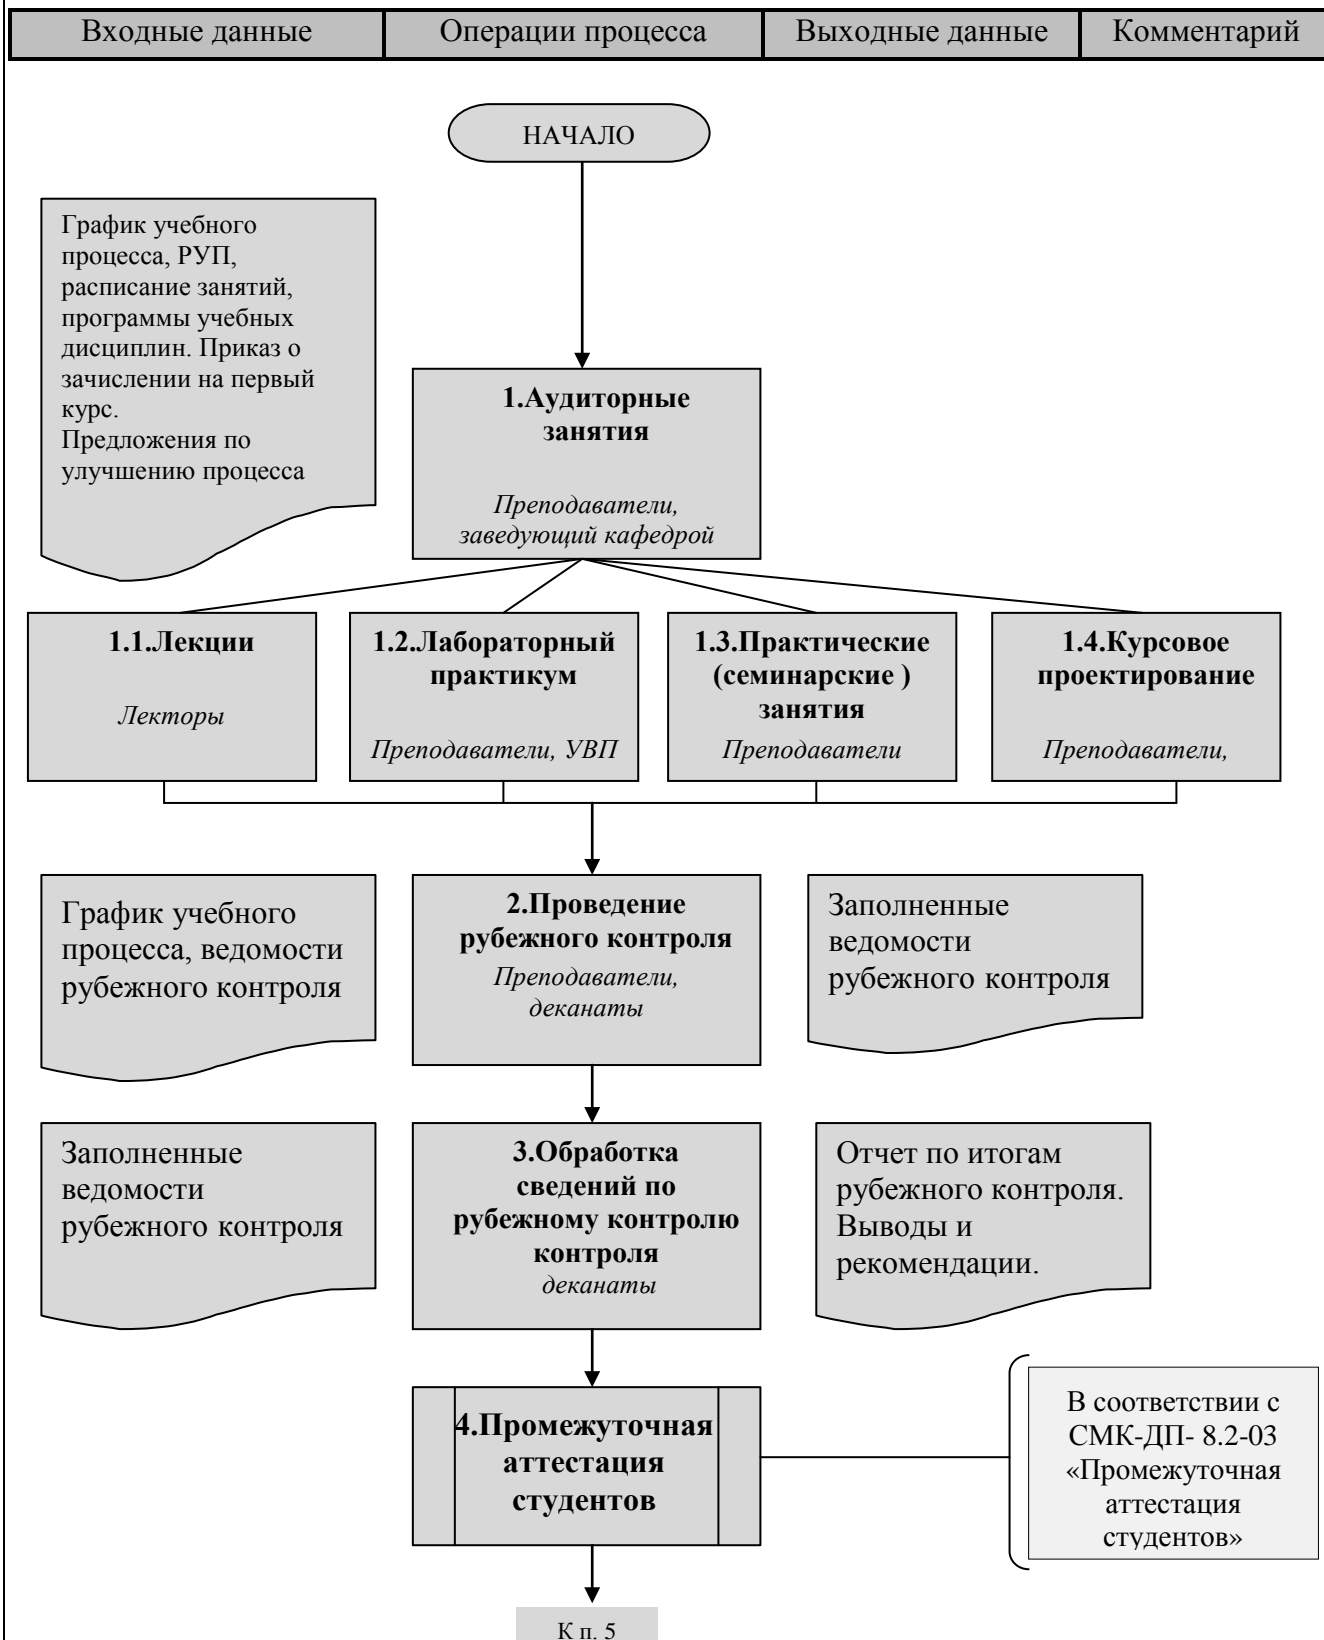 Входные данные Операции процесса Выходные данные Комментарий
НАЧАЛО
График учебного
процесса, РУП,
расписание занятий,
программы учебных
дисциплин. Приказ о
зачислении на первый
курс.
Предложения по
улучшению процесса
1.Аудиторные
занятия
Преподаватели,
заведующий кафедрой
1.1.Лекции
Лекторы
1.2.Лабораторный
практикум
Преподаватели, УВП
1.3.Практические
(семинарские )
занятия
Преподаватели
1.4.Курсовое
проектирование
Преподаватели,
График учебного
процесса, ведомости
рубежного контроля
2.Проведение
рубежного контроля
Преподаватели,
деканаты
Заполненные
ведомости
рубежного контроля
Заполненные
ведомости
рубежного контроля
3.Обработка
сведений по
рубежному контролю
контроля
деканаты
Отчет по итогам
рубежного контроля.
Выводы и
рекомендации.
4.Промежуточная
аттестация
студентов
В соответствии с
СМК-ДП- 8.2-03
«Промежуточная
аттестация
студентов»
К п. 5